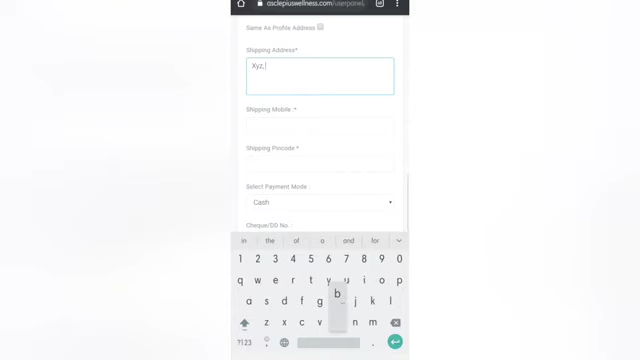 asclepiuswellness.com/userpanel
Same As Profile Address
Shipping Address*
Xyz,
Shipping Mobile :*
Shipping Pincode *
Select Payment Mode :
Cash
Cheque/DD No. :
in the of a and for
1 2 3 4 5 6 7 8 9 0
q w e r t y u i o p
a s d f g b j k l
z x c v n m
?123 .